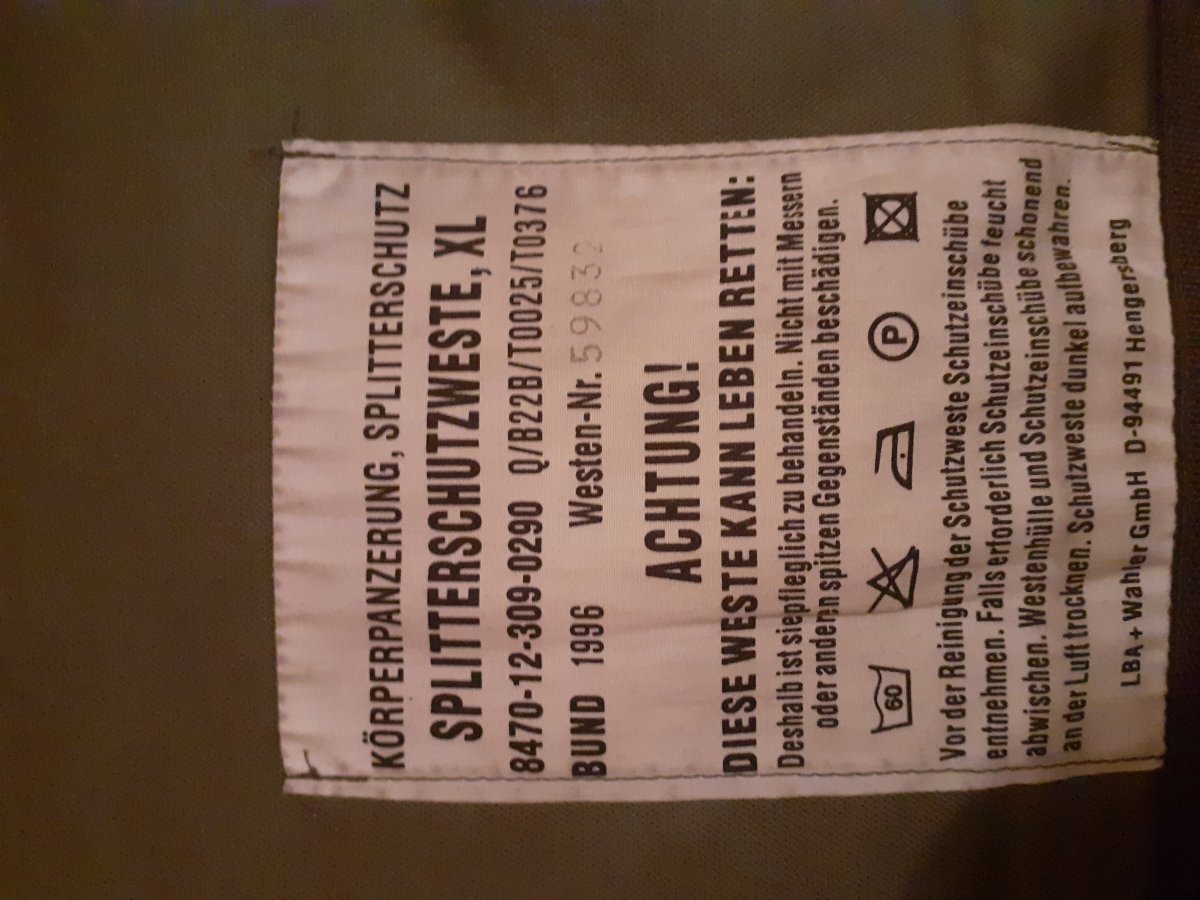 KÖRPERPANZERUNG, SPLITTERSCHUTZ
SPLITTERSCHUTZWESTE, XL
8470-12-309-0290 Q/B22B/T0025/T0376
BUND 1996 Westen-Nr. 59832
ACHTUNG!
DIESE WESTE KANN LEBEN RETTEN:
Deshalb ist sie pfleglich zu behandeln. Nicht mit Messern
oder anderen spitzen Gegenständen beschädigen.
60 P
Vor der Reinigung der Schutzweste Schutzeinschübe
entnehmen. Falls erforderlich Schutzeinschübe feucht
abwischen. Westenhülle und Schutzeinschübe schonend
an der Luft trocknen. Schutzweste dunkel aufbewahren.
LBA + Wahler GmbH D-94491 Hengersberg